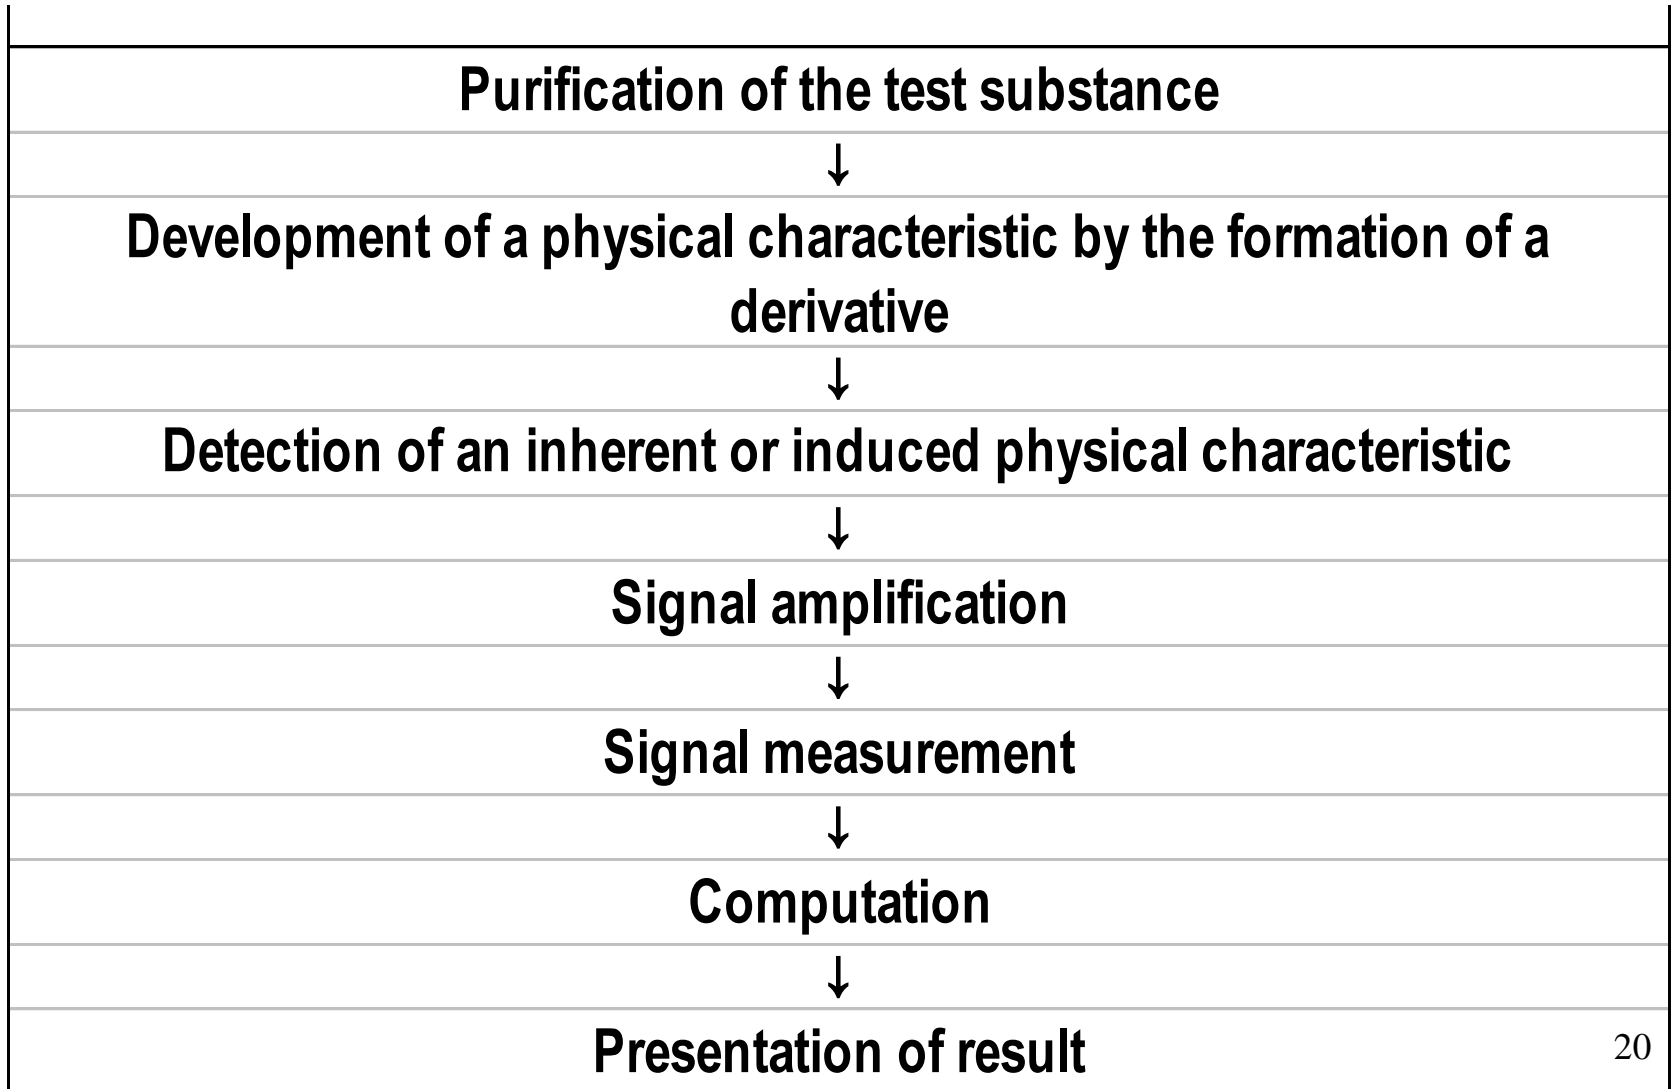 Purification of the test substance
↓
Development of a physical characteristic by the formation of a
derivative
↓
Detection of an inherent or induced physical characteristic
↓
Signal amplification
↓
Signal measurement
↓
Computation
↓
Presentation of result
20